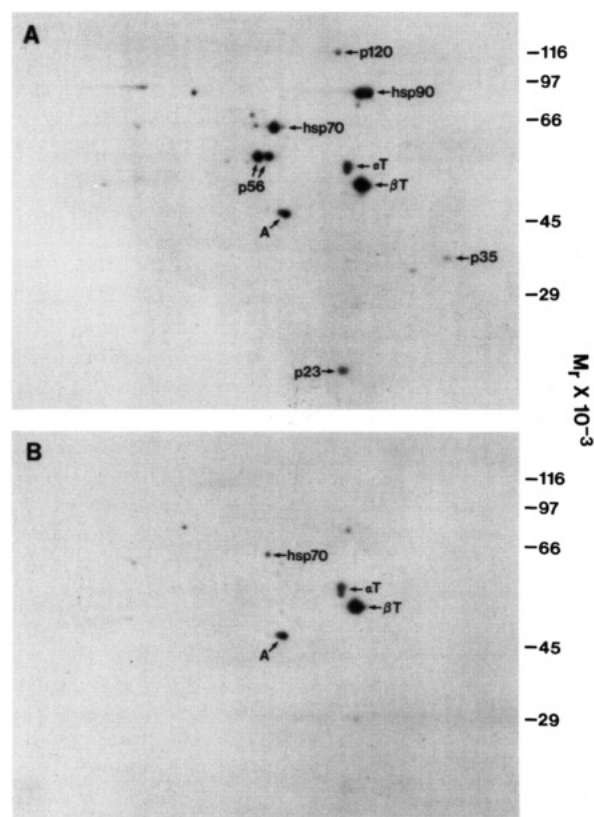 A
←p120
–116
–97
←hsp90
–66
←hsp70
←αT
p56
←βT
A
–45
←p35
–29
p23→
Mr X 10-3
B
–116
–97
–66
←hsp70
←αT
←βT
A
–45
–29